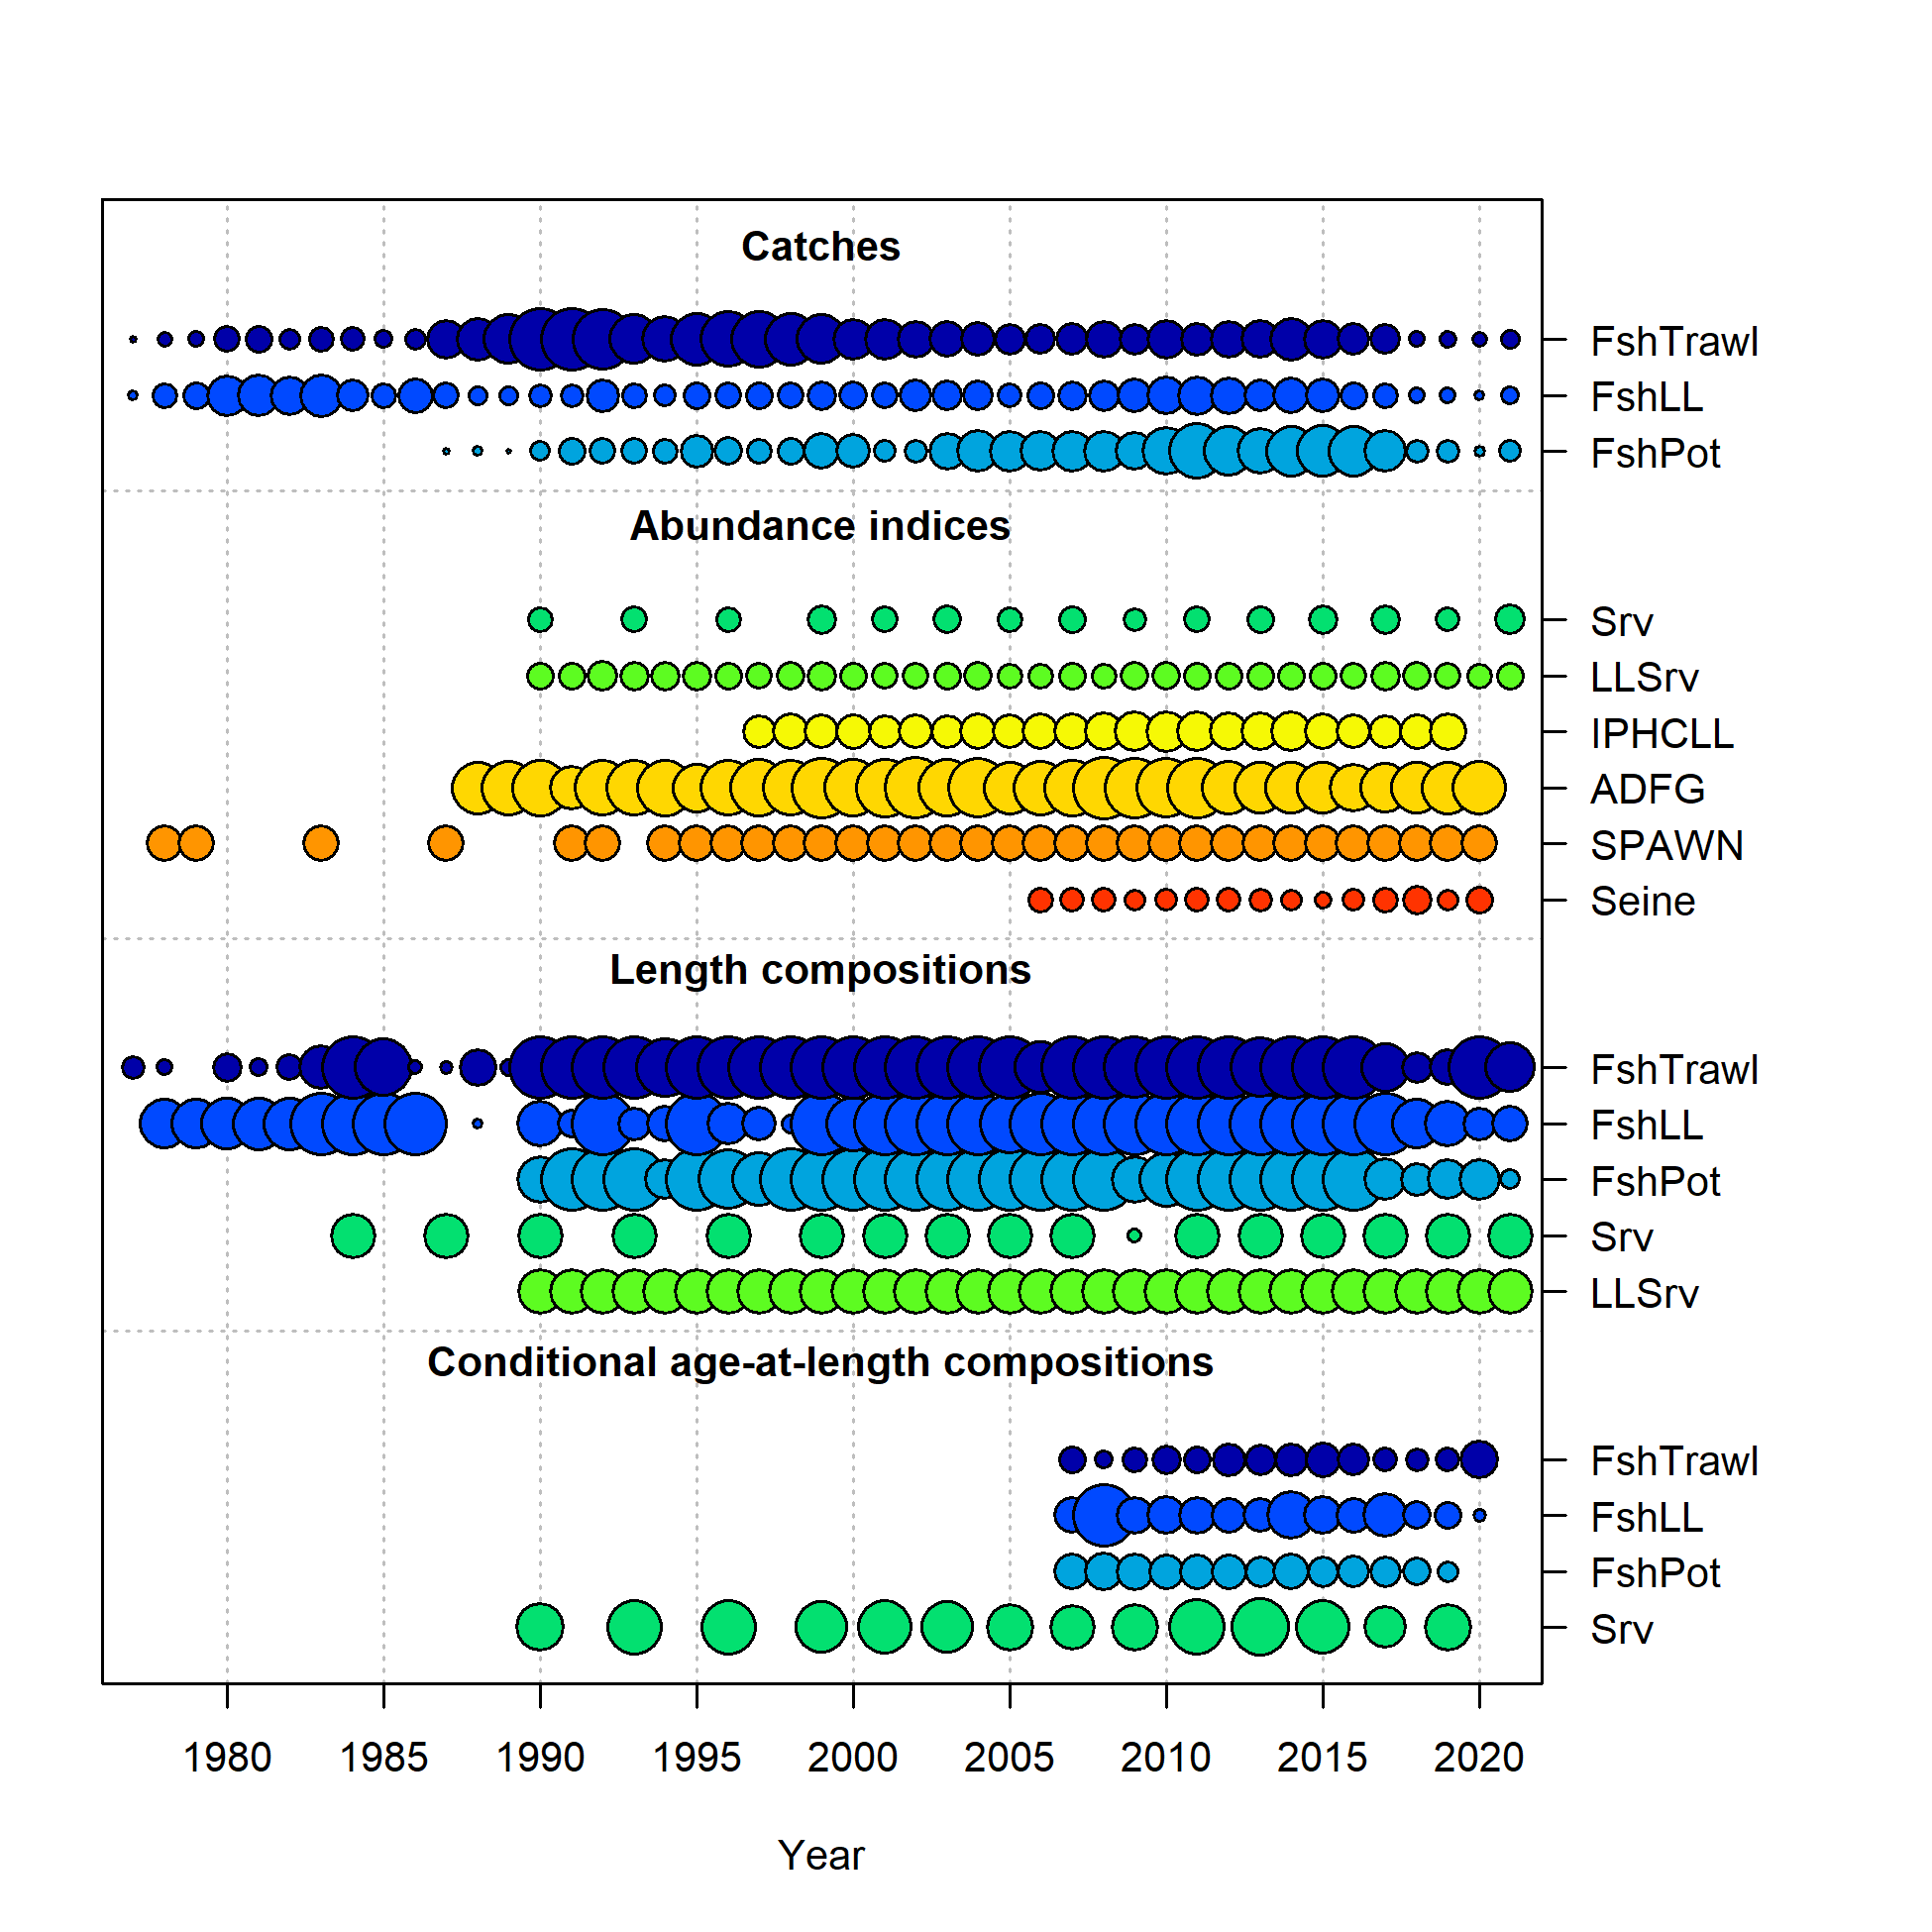 Catches
FshTrawl
FshLL
FshPot
Abundance indices
Srv
LLSrv
IPHCLL
ADFG
SPAWN
Seine
Length compositions
FshTrawl
FshLL
FshPot
Srv
LLSrv
Conditional age-at-length compositions
FshTrawl
FshLL
FshPot
Srv
1980 1985 1990 1995 2000 2005 2010 2015 2020
Year